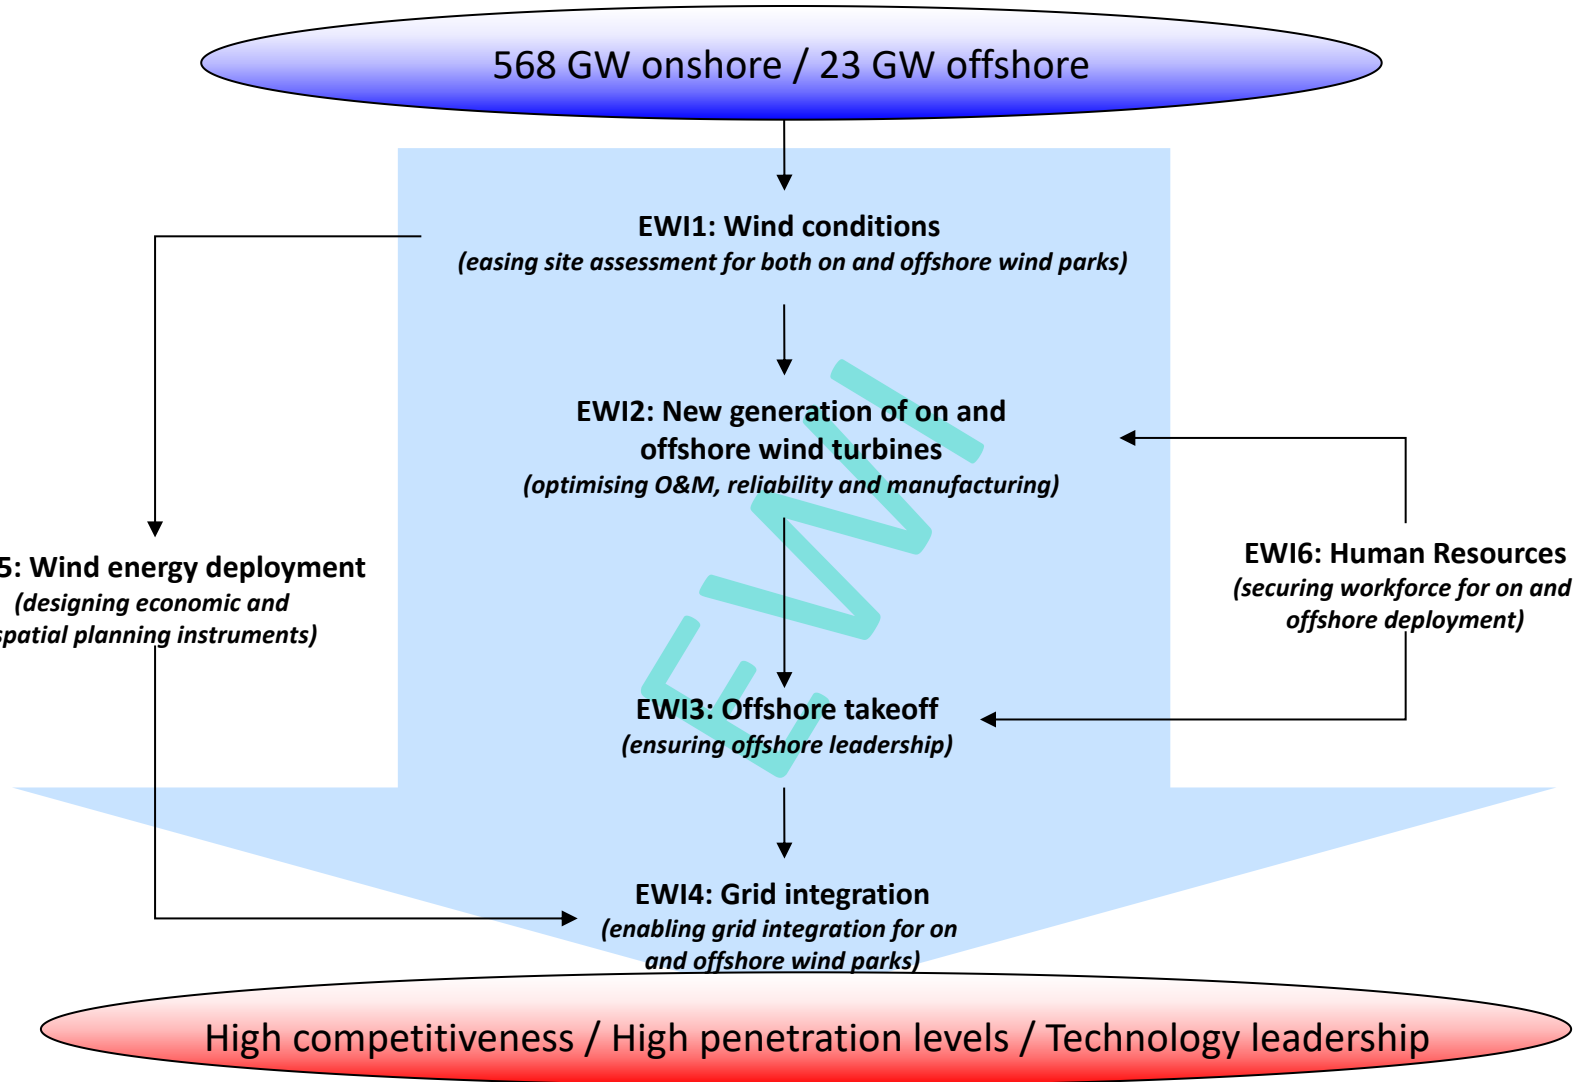 568 GW onshore / 23 GW offshore
EWI1: Wind conditions
(easing site assessment for both on and offshore wind parks)
EWI2: New generation of on and
offshore wind turbines
(optimising O&M, reliability and manufacturing)
5: Wind energy deployment
(designing economic and
spatial planning instruments)
EWI6: Human Resources
(securing workforce for on and
offshore deployment)
EWI
EWI3: Offshore takeoff
(ensuring offshore leadership)
EWI4: Grid integration
(enabling grid integration for on
and offshore wind parks)
High competitiveness / High penetration levels / Technology leadership